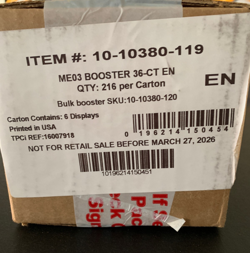 ITEM #: 10-10380-119
ME03 BOOSTER 36-CT EN
QTY: 216 per Carton
EN
Bulk booster SKU:10-10380-120
Carton Contains: 6 Displays
Printed in USA
TPCi REF:16007918
0 196214 150454
NOT FOR RETAIL SALE BEFORE MARCH 27, 2026
10196214150451
If Se